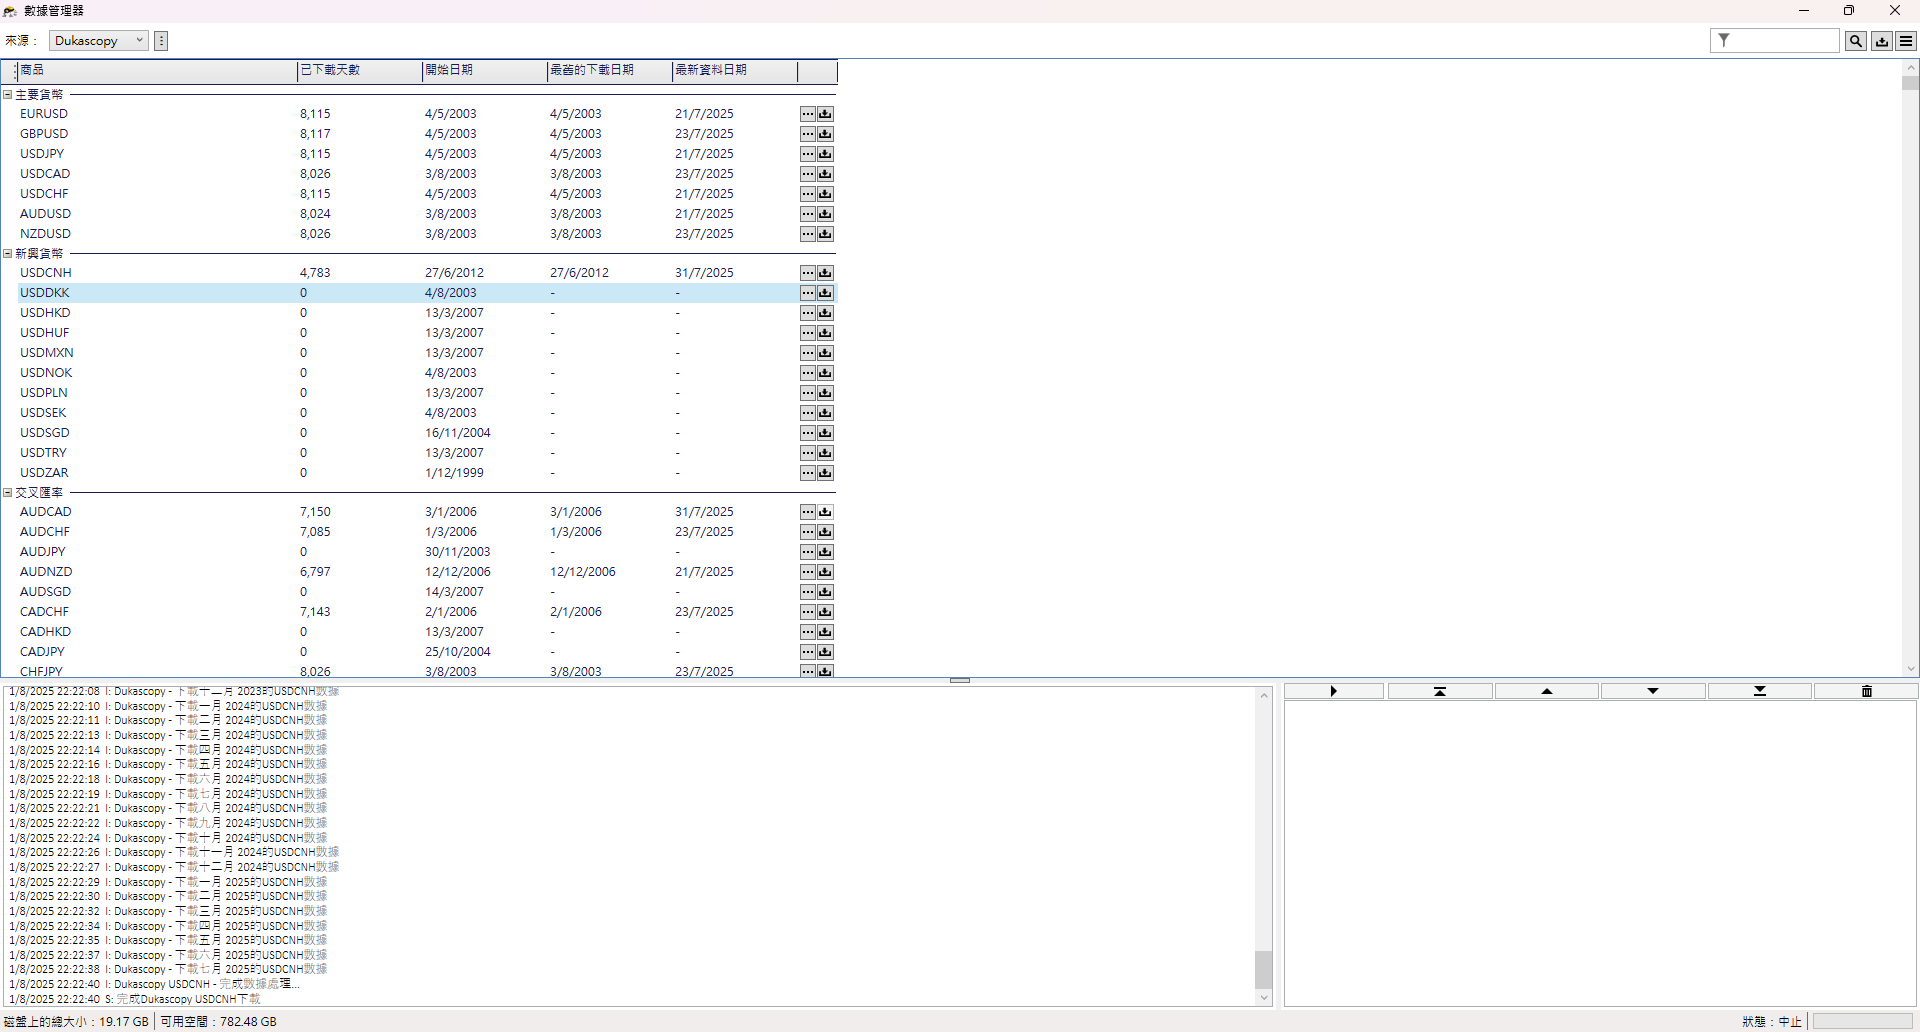 數據管理器
來源： Dukascopy
商品 已下載天數 開始日期 最舊的下載日期 最新資料日期
主要貨幣
EURUSD 8,115 4/5/2003 4/5/2003 21/7/2025
GBPUSD 8,117 4/5/2003 4/5/2003 23/7/2025
USDJPY 8,115 4/5/2003 4/5/2003 21/7/2025
USDCAD 8,026 3/8/2003 3/8/2003 23/7/2025
USDCHF 8,115 4/5/2003 4/5/2003 21/7/2025
AUDUSD 8,024 3/8/2003 3/8/2003 21/7/2025
NZDUSD 8,026 3/8/2003 3/8/2003 23/7/2025
新興貨幣
USDCNH 4,783 27/6/2012 27/6/2012 31/7/2025
USDDKK 0 4/8/2003 - -
USDHKD 0 13/3/2007 - -
USDHUF 0 13/3/2007 - -
USDMXN 0 13/3/2007 - -
USDNOK 0 4/8/2003 - -
USDPLN 0 13/3/2007 - -
USDSEK 0 4/8/2003 - -
USDSGD 0 16/11/2004 - -
USDTRY 0 13/3/2007 - -
USDZAR 0 1/12/1999 - -
交叉匯率
AUDCAD 7,150 3/1/2006 3/1/2006 31/7/2025
AUDCHF 7,085 1/3/2006 1/3/2006 23/7/2025
AUDJPY 0 30/11/2003 - -
AUDNZD 6,797 12/12/2006 12/12/2006 21/7/2025
AUDSGD 0 14/3/2007 - -
CADCHF 7,143 2/1/2006 2/1/2006 23/7/2025
CADHKD 0 13/3/2007 - -
CADJPY 0 25/10/2004 - -
CHFJPY 8,026 3/8/2003 3/8/2003 23/7/2025
1/8/2025 22:22:08 I: Dukascopy - 下載十二月 2023的USDCNH數據
1/8/2025 22:22:10 I: Dukascopy - 下載一月 2024的USDCNH數據
1/8/2025 22:22:11 I: Dukascopy - 下載二月 2024的USDCNH數據
1/8/2025 22:22:13 I: Dukascopy - 下載三月 2024的USDCNH數據
1/8/2025 22:22:14 I: Dukascopy - 下載四月 2024的USDCNH數據
1/8/2025 22:22:16 I: Dukascopy - 下載五月 2024的USDCNH數據
1/8/2025 22:22:18 I: Dukascopy - 下載六月 2024的USDCNH數據
1/8/2025 22:22:19 I: Dukascopy - 下載七月 2024的USDCNH數據
1/8/2025 22:22:21 I: Dukascopy - 下載八月 2024的USDCNH數據
1/8/2025 22:22:22 I: Dukascopy - 下載九月 2024的USDCNH數據
1/8/2025 22:22:24 I: Dukascopy - 下載十月 2024的USDCNH數據
1/8/2025 22:22:26 I: Dukascopy - 下載十一月 2024的USDCNH數據
1/8/2025 22:22:27 I: Dukascopy - 下載十二月 2024的USDCNH數據
1/8/2025 22:22:29 I: Dukascopy - 下載一月 2025的USDCNH數據
1/8/2025 22:22:30 I: Dukascopy - 下載二月 2025的USDCNH數據
1/8/2025 22:22:32 I: Dukascopy - 下載三月 2025的USDCNH數據
1/8/2025 22:22:34 I: Dukascopy - 下載四月 2025的USDCNH數據
1/8/2025 22:22:35 I: Dukascopy - 下載五月 2025的USDCNH數據
1/8/2025 22:22:37 I: Dukascopy - 下載六月 2025的USDCNH數據
1/8/2025 22:22:38 I: Dukascopy - 下載七月 2025的USDCNH數據
1/8/2025 22:22:40 I: Dukascopy USDCNH - 完成數據處理...
1/8/2025 22:22:40 S: 完成Dukascopy USDCNH下載
磁盤上的總大小：19.17 GB 可用空間：782.48 GB 狀態：中止